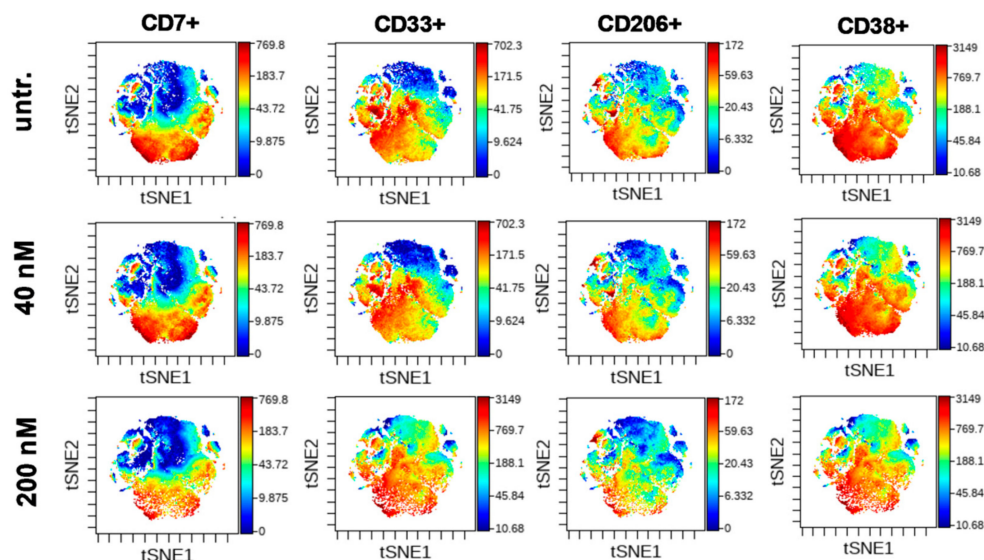 CD7+ CD33+ CD206+ CD38+
untr.
tSNE2
769.8
183.7
43.72
9.875
0
tSNE1
tSNE2
702.3
171.5
41.75
9.624
0
tSNE1
tSNE2
172
59.63
20.43
6.332
0
tSNE1
tSNE2
3149
769.7
188.1
45.84
10.68
tSNE1
40 nM
tSNE2
769.8
183.7
43.72
9.875
0
tSNE1
tSNE2
702.3
171.5
41.75
9.624
0
tSNE1
tSNE2
172
59.63
20.43
6.332
0
tSNE1
tSNE2
3149
769.7
188.1
45.84
10.68
tSNE1
200 nM
tSNE2
769.8
183.7
43.72
9.875
0
tSNE1
tSNE2
3149
769.7
188.1
45.84
10.68
tSNE1
tSNE2
172
59.63
20.43
6.332
0
tSNE1
tSNE2
3149
769.7
188.1
45.84
10.68
tSNE1